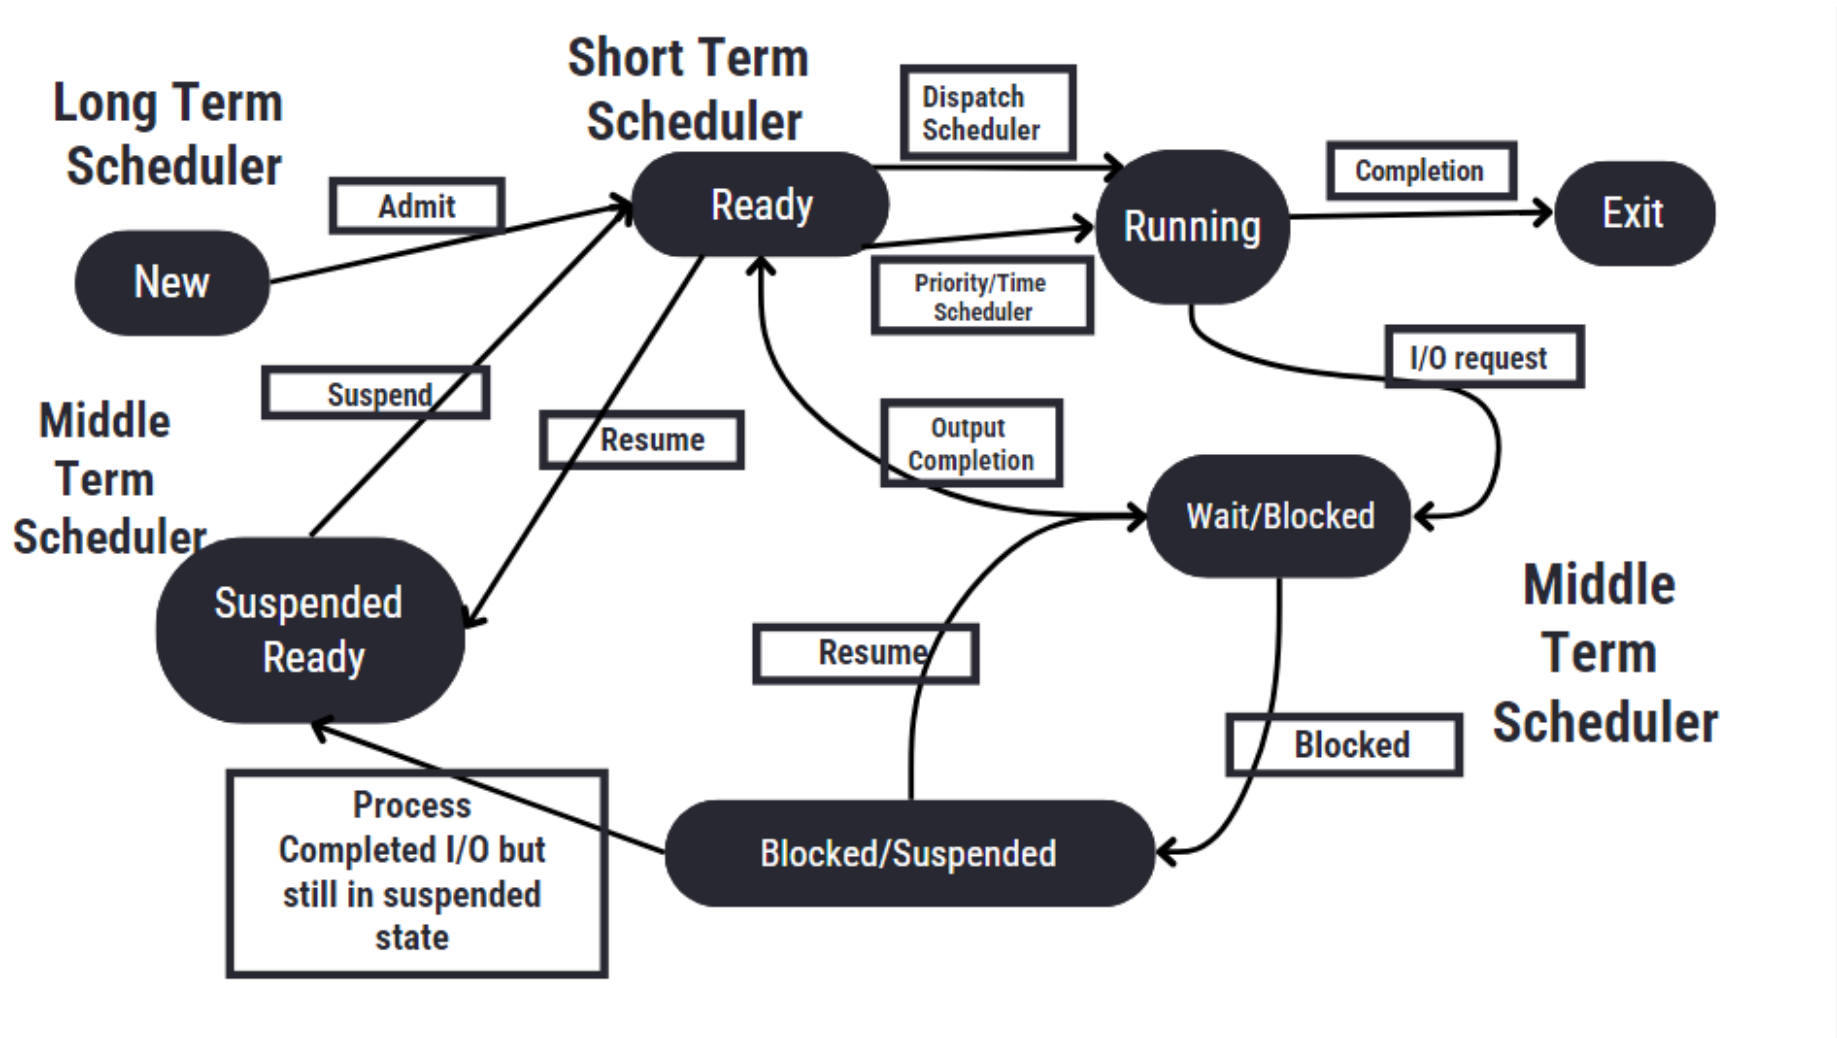 Long Term
Scheduler
Short Term
Scheduler
Dispatch
Scheduler
Completion
Admit
Ready
Running
Exit
New
Priority/Time
Scheduler
I/O request
Suspend
Resume
Output
Completion
Middle
Term
Scheduler
Wait/Blocked
Suspended
Ready
Resume
Middle
Term
Scheduler
Blocked
Process
Completed I/O but
still in suspended
state
Blocked/Suspended